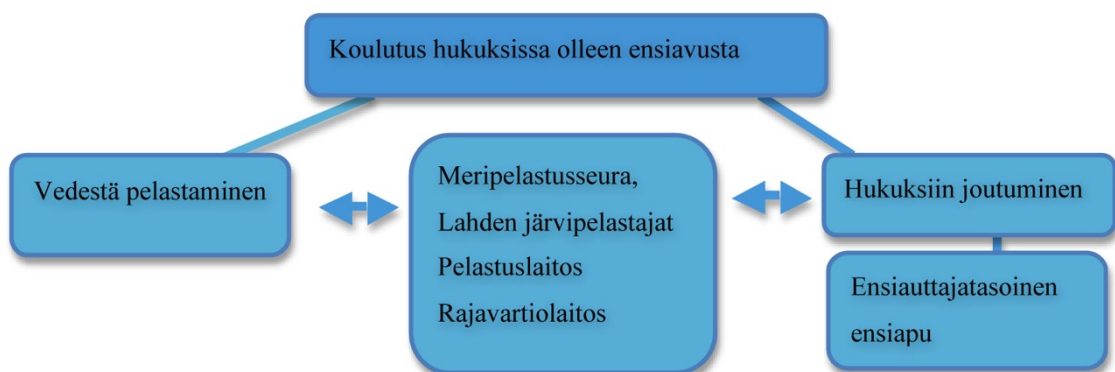 Koulutus hukuksissa olleen ensiavusta
Vedestä pelastaminen
Meripelastusseura,
Lahden järvipelastajat
Pelastuslaitos
Rajavartiolaitos
Hukuksiin joutuminen
Ensiauttajatasoinen
ensiapu